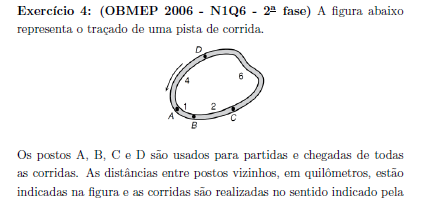 Exercício 4: (OBMEP 2006 - N1Q6 - 2ª fase) A figura abaixo
representa o traçado de uma pista de corrida.
D
4
6
1
2
A
B
C
Os postos A, B, C e D são usados para partidas e chegadas de todas
as corridas. As distâncias entre postos vizinhos, em quilômetros, estão
indicadas na figura e as corridas são realizadas no sentido indicado pela